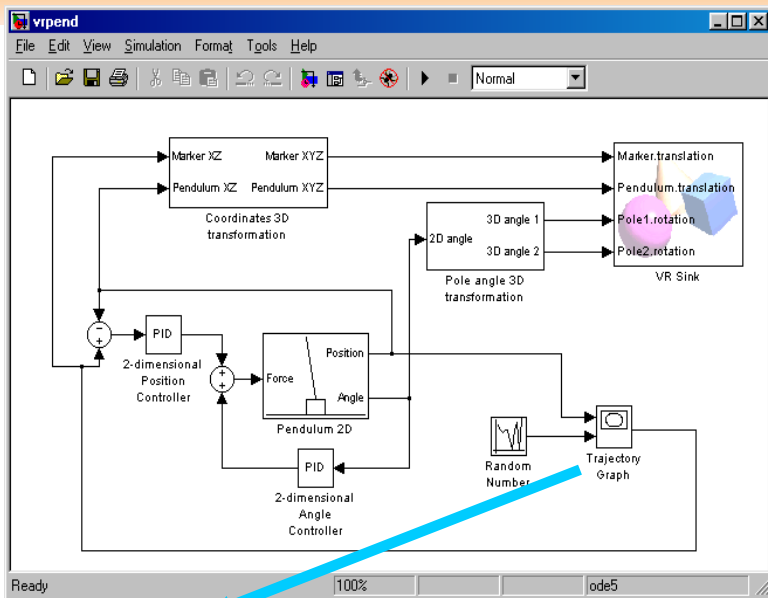 vrpend
File Edit View Simulation Format Tools Help
Normal
Marker XZ Marker XYZ
Pendulum XZ Pendulum XYZ
Coordinates 3D
transformation
Marker.translation
Pendulum.translation
Pole1.rotation
Pole2.rotation
VR Sink
2D angle
3D angle 1
3D angle 2
Pole angle 3D
transformation
PID
2-dimensional
Position
Controller
Force
Position
Angle
Pendulum 2D
PID
2-dimensional
Angle
Controller
Random
Number
Trajectory
Graph
Ready 100% ode5